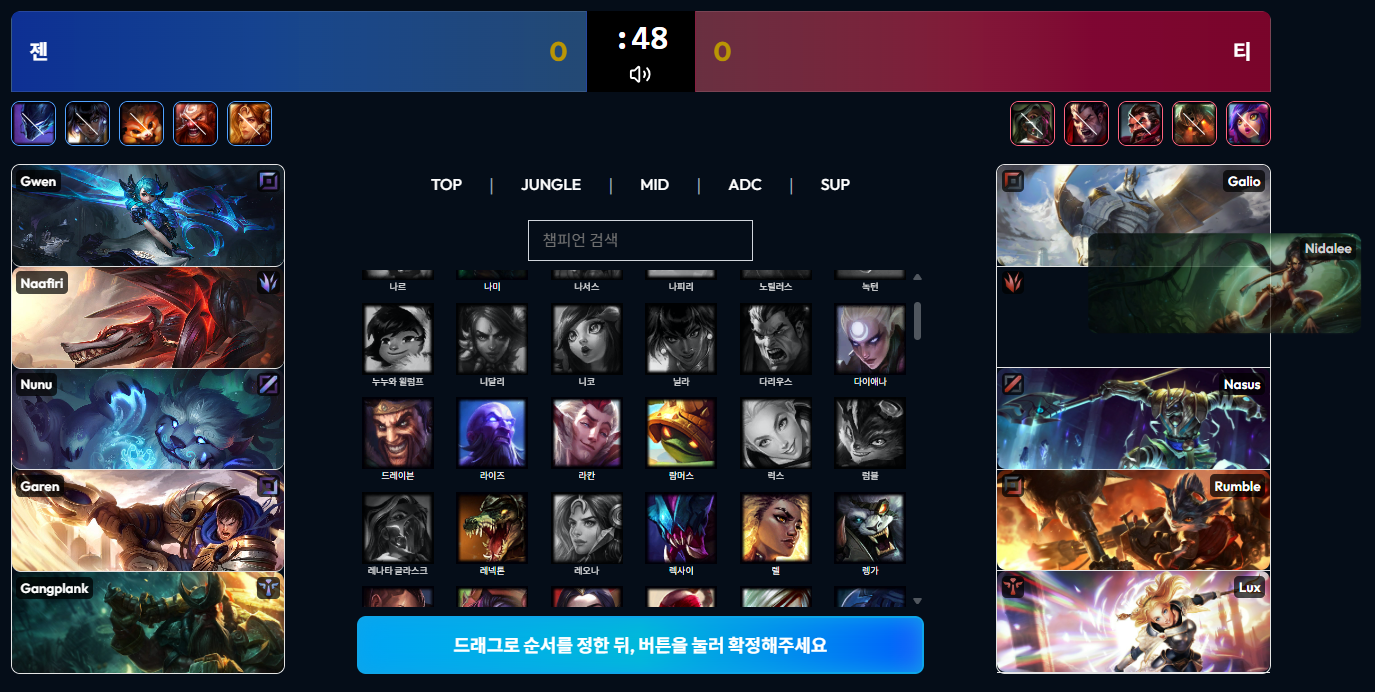 젠
0
:48
0
티
TOP | JUNGLE | MID | ADC | SUP
챔피언 검색
Gwen
Naafiri
Nunu
Garen
Gangplank
나르 나미 나서스 나피리 노틸러스 녹턴
누누와 윌럼프 니달리 니코 닐라 다리우스 다이애나
드레이븐 라이즈 라칸 람머스 럭스 럼블
레나타 글라스크 레넥톤 레오나 렉사이 렐 렝가
드래그로 순서를 정한 뒤, 버튼을 눌러 확정해주세요
Galio
Nidalee
Nasus
Rumble
Lux